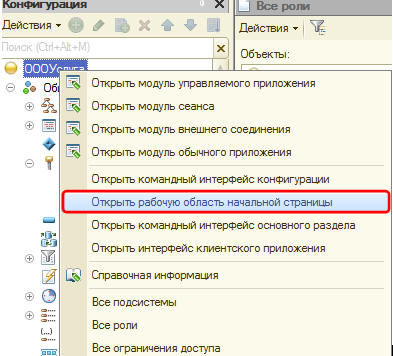 Конфигурация
Действия
Поиск (Ctrl+Alt+M)
ОООУслуга
Все роли
Действия
Объекты:
Открыть модуль управляемого приложения
Открыть модуль сеанса
Открыть модуль внешнего соединения
Открыть модуль обычного приложения
Открыть командный интерфейс конфигурации
Открыть рабочую область начальной страницы
Открыть командный интерфейс основного раздела
Открыть интерфейс клиентского приложения
Справочная информация
Все подсистемы
Все роли
Все ограничения доступа